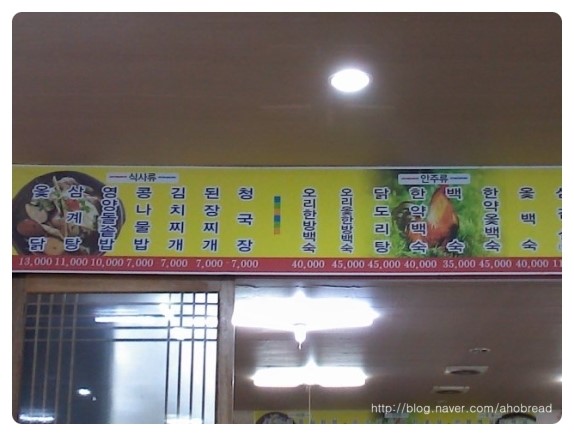 식사류
옻닭
삼계탕
영양돌솥밥
콩나물밥
김치찌개
된장찌개
청국장
13,000 11,000 10,000 7,000 7,000 7,000 7,000
안주류
오리한방백숙
오리옻한방백숙
닭도리탕
한약백숙
백숙
한약옻백숙
옻백숙
40,000 45,000 45,000 40,000 35,000 45,000 40,000
http://blog.naver.com/ahobread